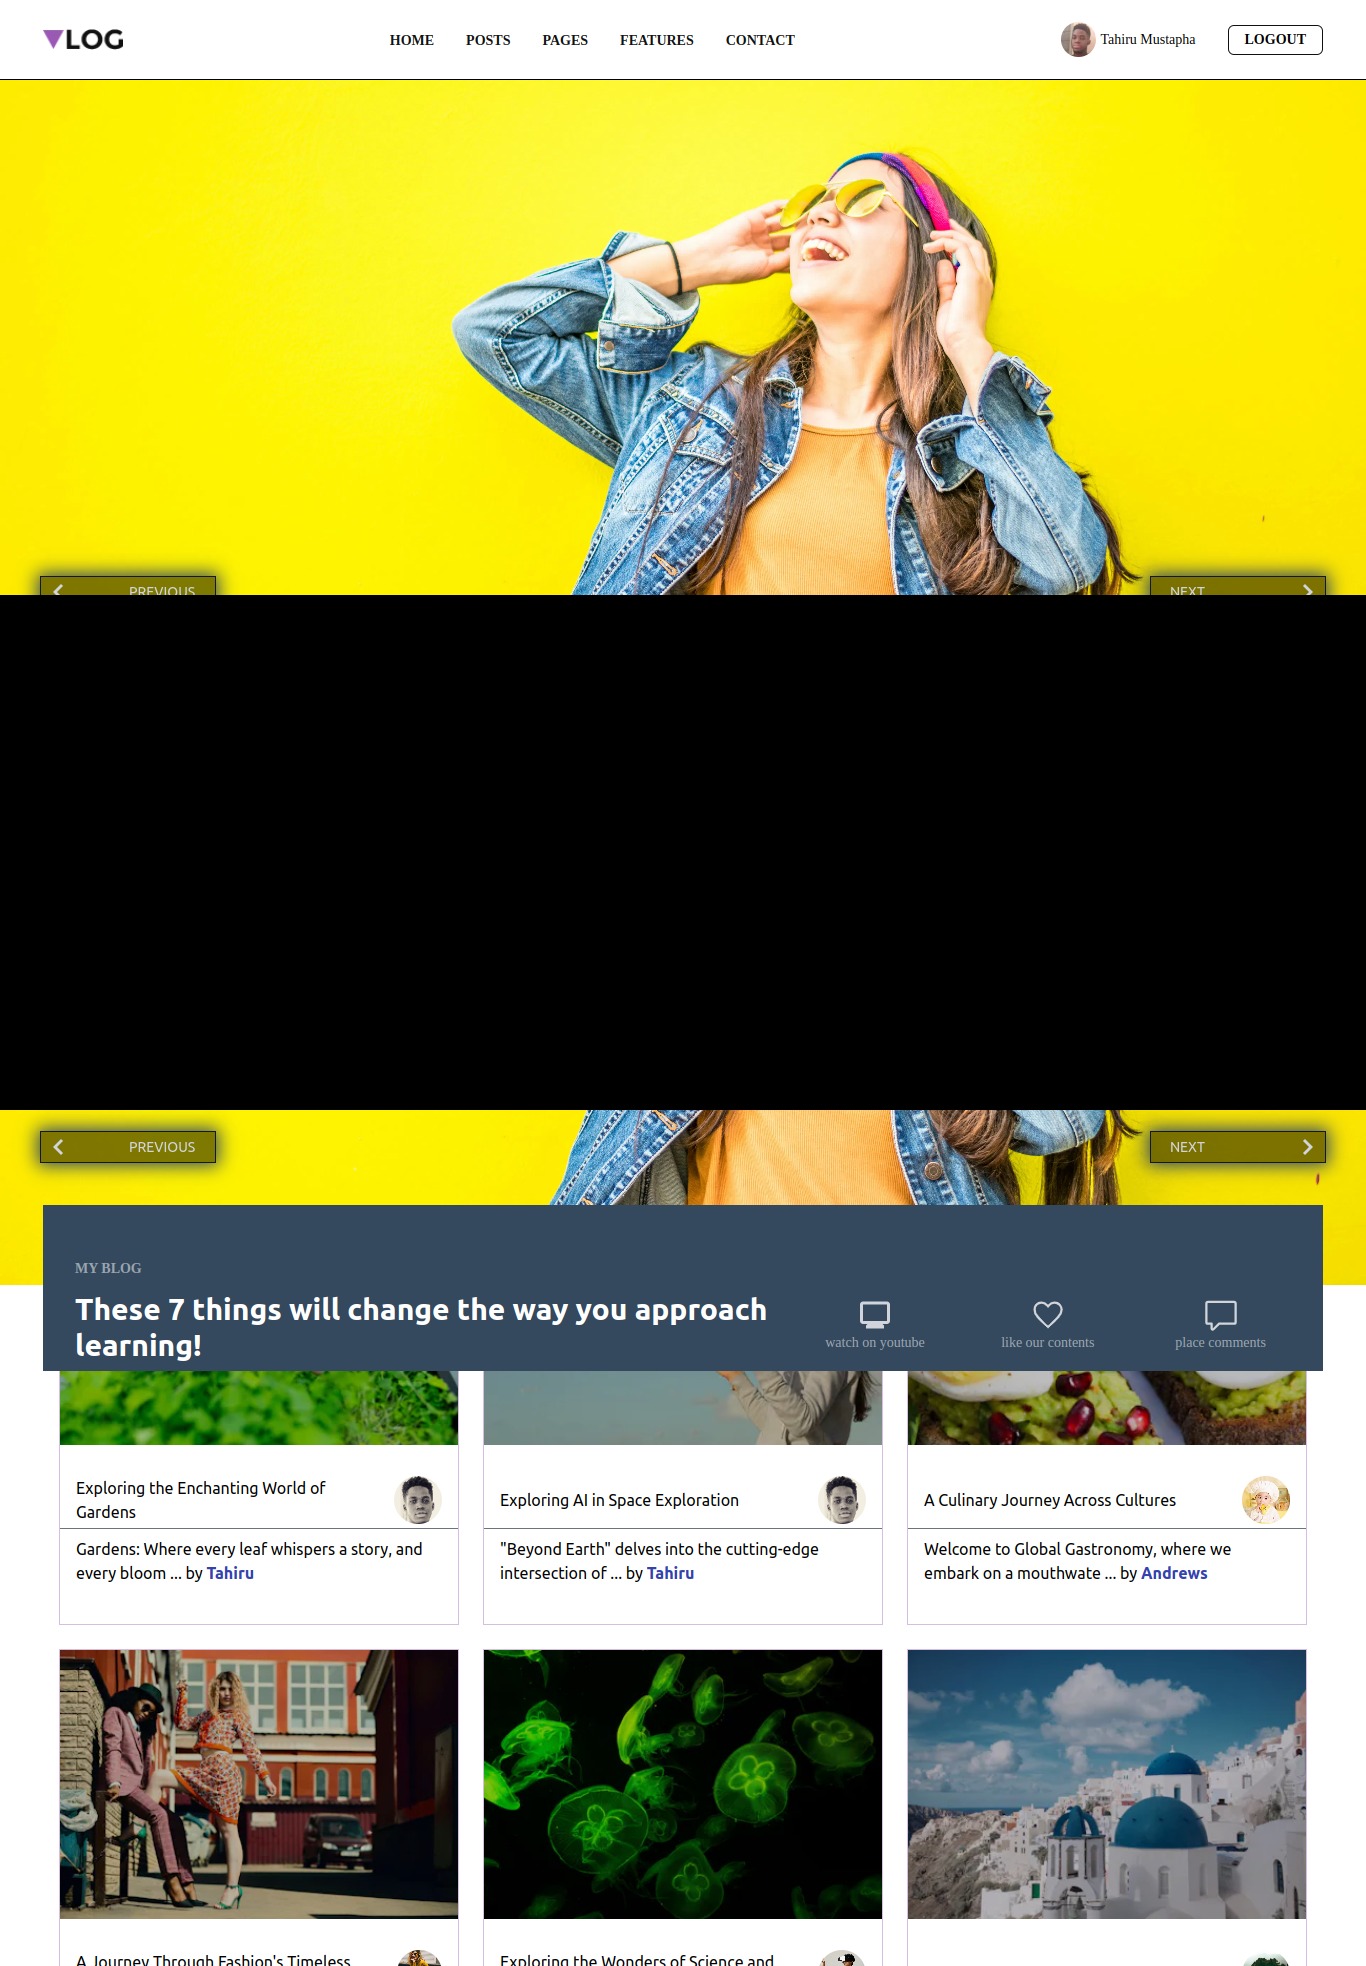 VLOG
HOME POSTS PAGES FEATURES CONTACT
Tahiru Mustapha
LOGOUT
PREVIOUS
NEXT
PREVIOUS
NEXT
MY BLOG
These 7 things will change the way you approach
learning!
watch on youtube
like our contents
place comments
Exploring the Enchanting World of
Gardens
Gardens: Where every leaf whispers a story, and
every bloom ... by Tahiru
Exploring AI in Space Exploration
"Beyond Earth" delves into the cutting-edge
intersection of ... by Tahiru
A Culinary Journey Across Cultures
Welcome to Global Gastronomy, where we
embark on a mouthwate ... by Andrews
A Journey Through Fashion's Timeless
Exploring the Wonders of Science and